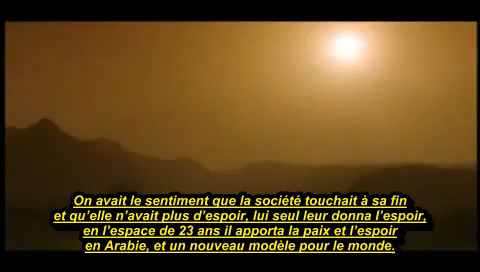 On avait le sentiment que la société touchait à sa fin
et qu'elle n'avait plus d'espoir, lui seul leur donna l'espoir,
en l'espace de 23 ans il apporta la paix et l'espoir
en Arabie, et un nouveau modèle pour le monde.